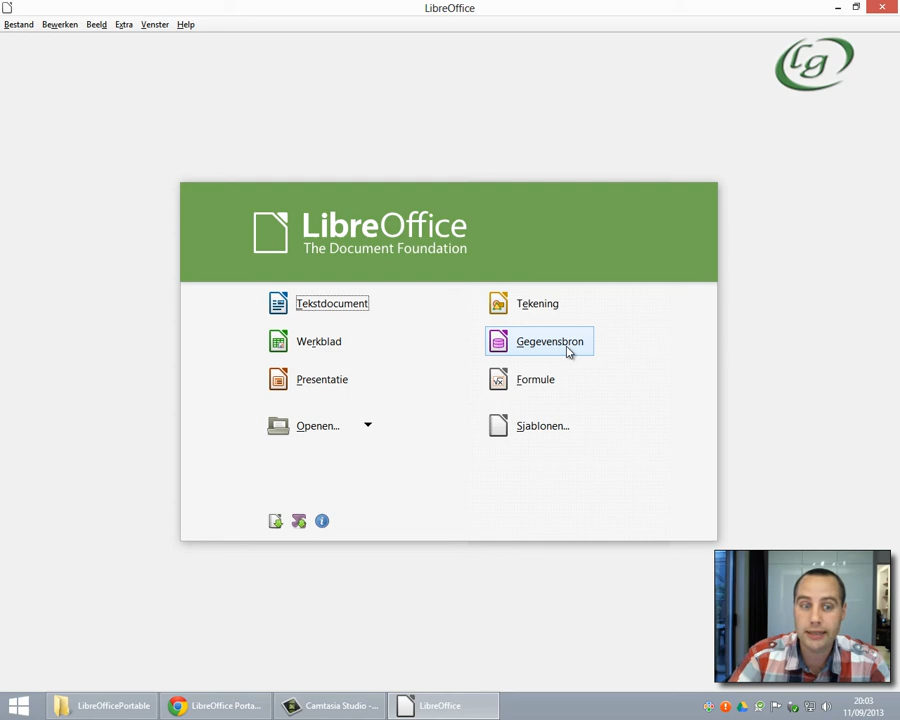 LibreOffice
Bestand Bewerken Beeld Extra Venster Help
lg
LibreOffice
The Document Foundation
Tekstdocument
Tekening
Werkblad
Gegevensbron
Presentatie
Formule
Openen...
Sjablonen...
LibreOfficePortable
LibreOffice Porta...
Camtasia Studio -...
LibreOffice
20:03
11/09/2013